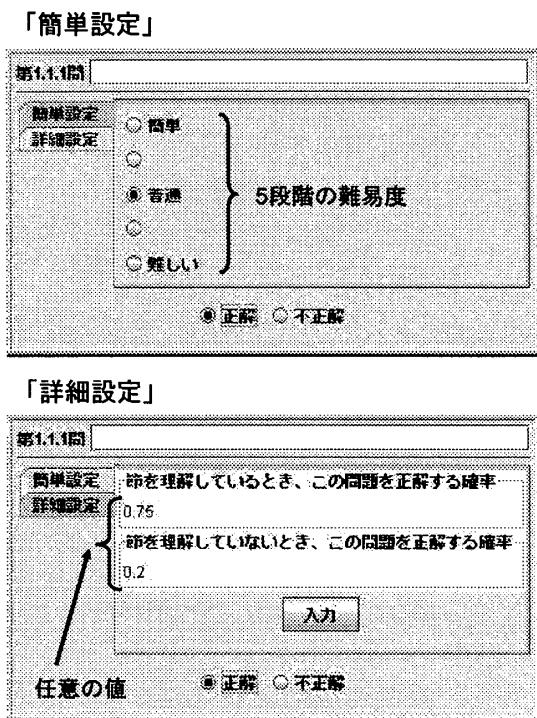 「簡単設定」
第1.1.1問
簡単設定
詳細設定
簡単
普通
難しい
5段階の難易度
正解 不正解
「詳細設定」
第1.1.1問
簡単設定
詳細設定
節を理解しているとき、この問題を正解する確率
0.75
節を理解していないとき、この問題を正解する確率
0.2
入力
任意の値
正解 不正解